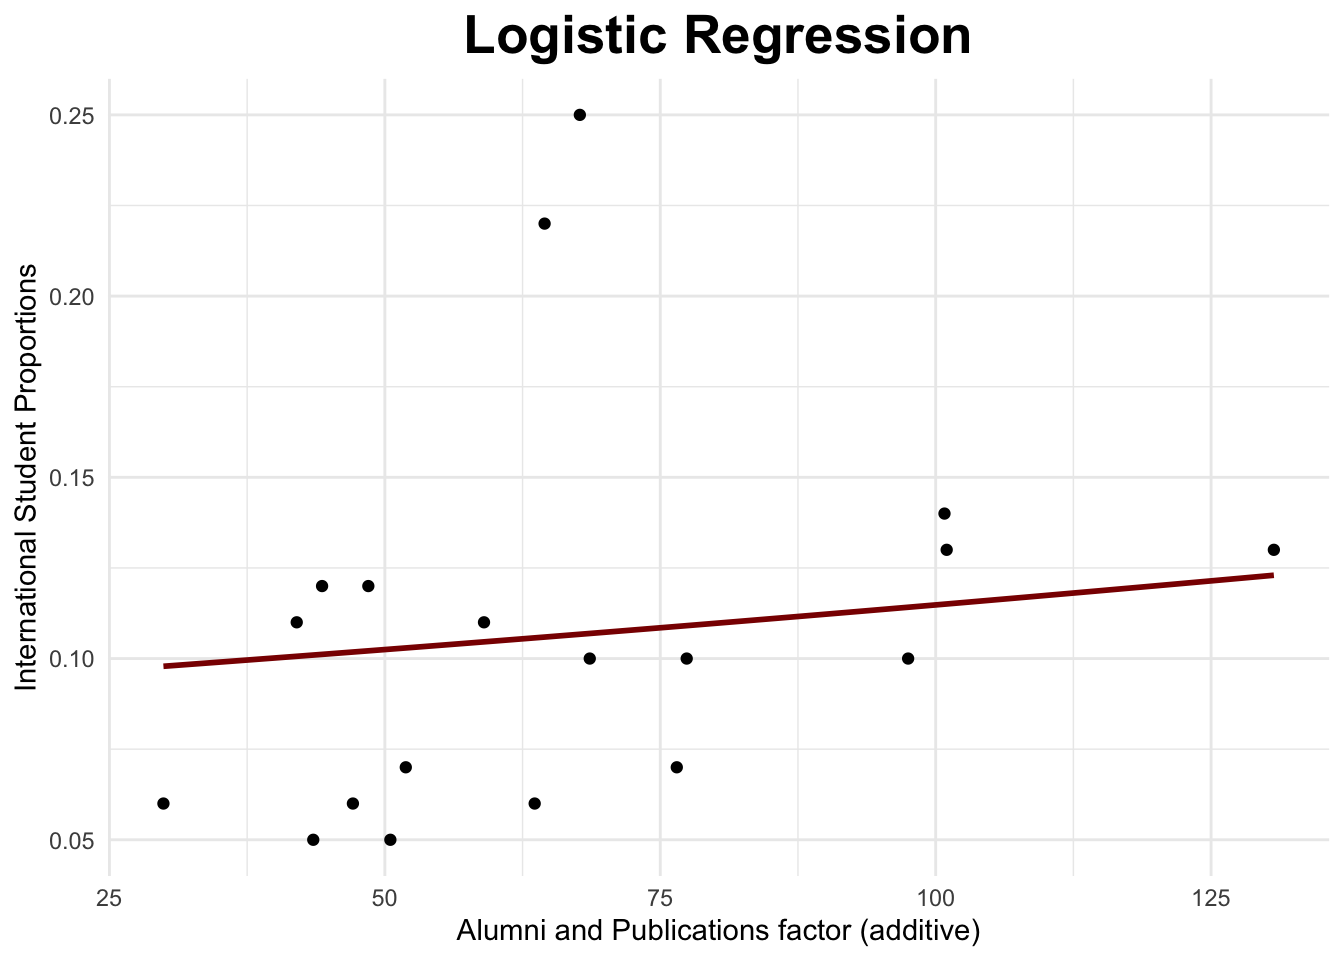 Logistic Regression
International Student Proportions
0.25
0.20
0.15
0.10
0.05
25 50 75 100 125
Alumni and Publications factor (additive)